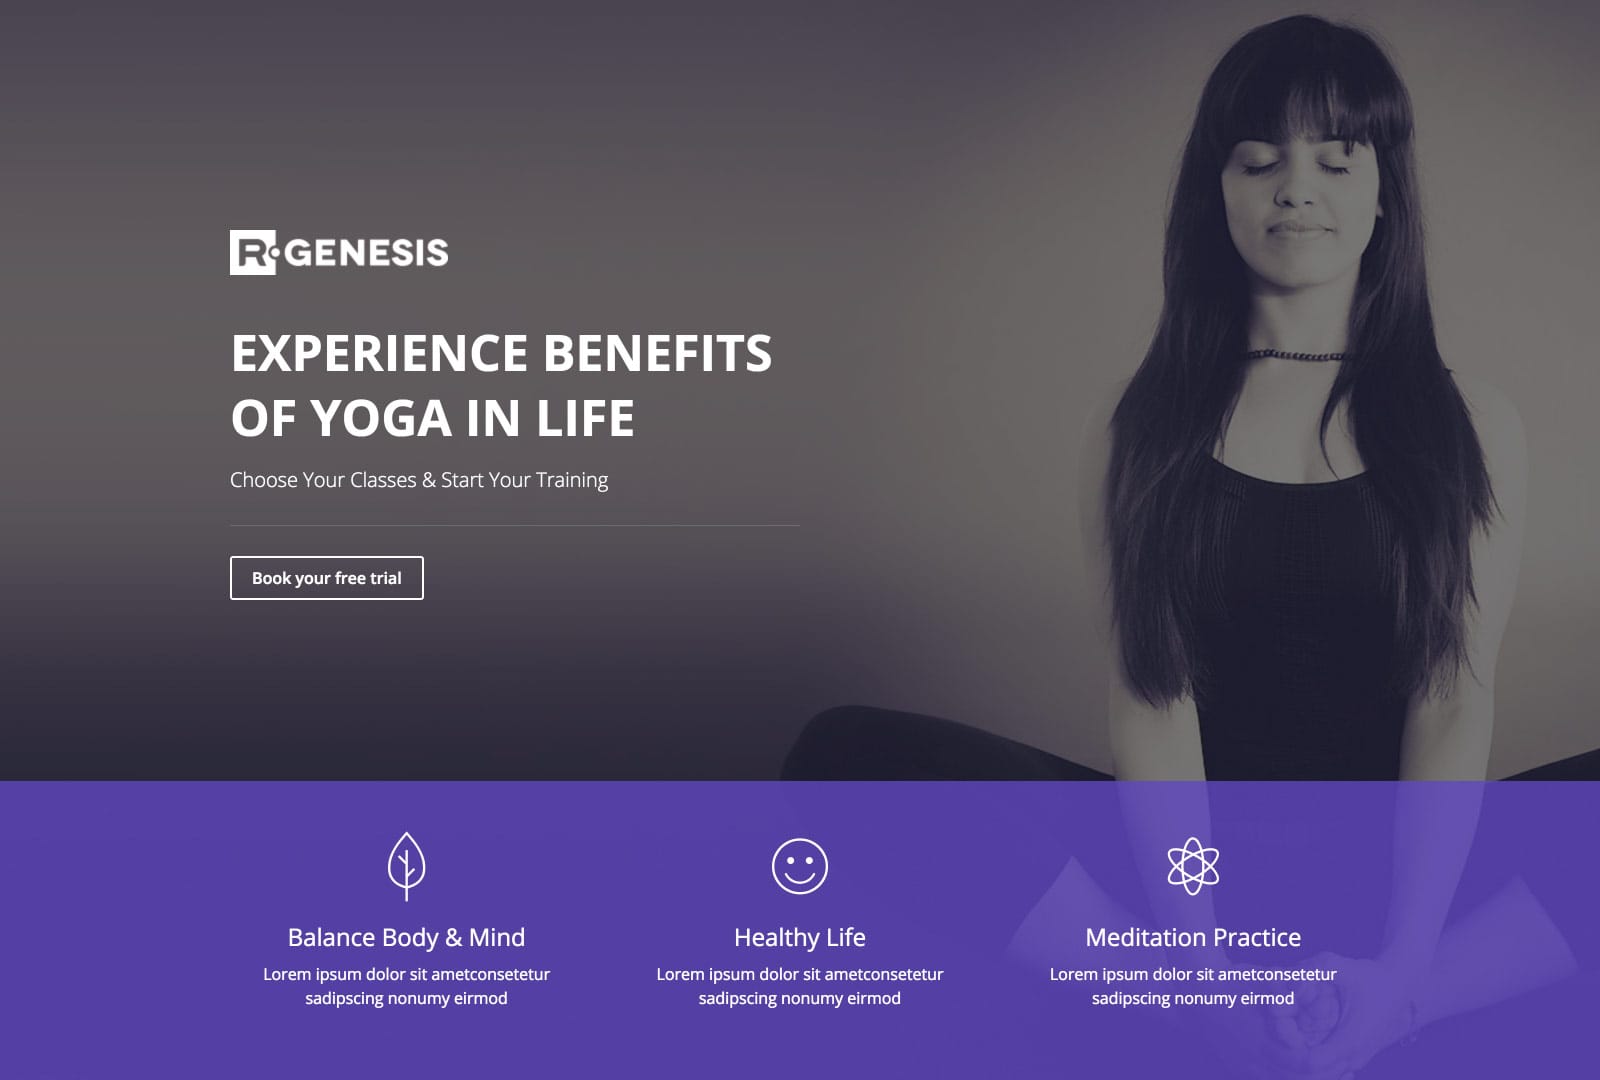 R GENESIS
EXPERIENCE BENEFITS
OF YOGA IN LIFE
Choose Your Classes & Start Your Training
Book your free trial
Balance Body & Mind
Lorem ipsum dolor sit ametconsetetur
sadipscing nonumy eirmod
Healthy Life
Lorem ipsum dolor sit ametconsetetur
sadipscing nonumy eirmod
Meditation Practice
Lorem ipsum dolor sit ametconsetetur
sadipscing nonumy eirmod